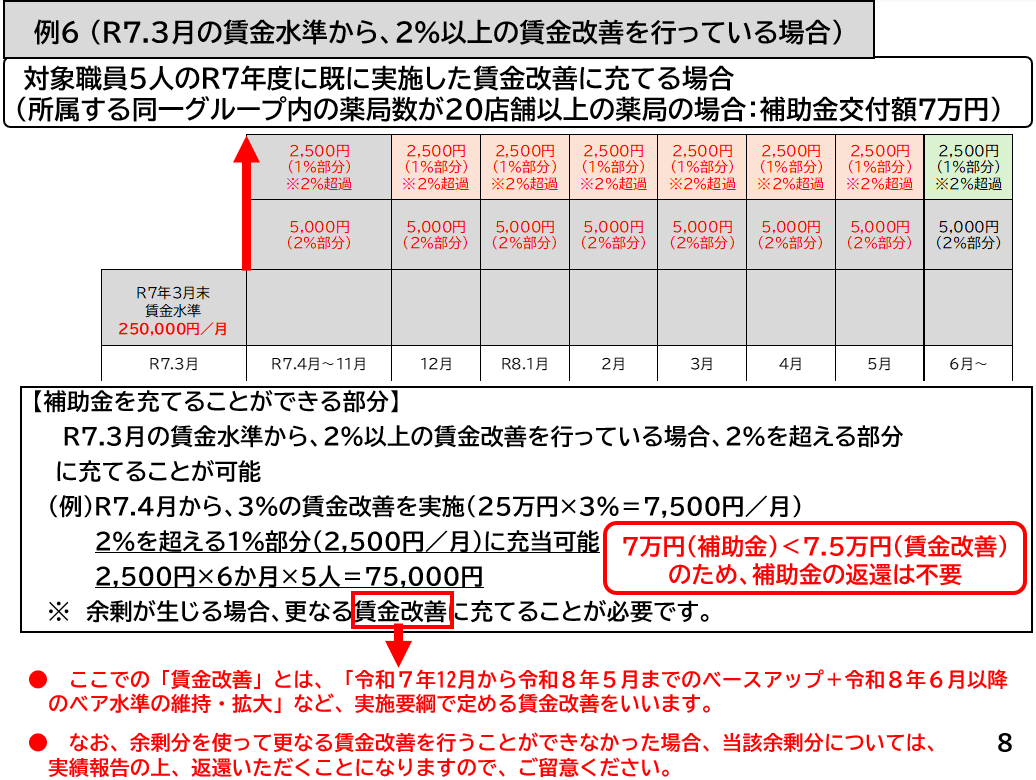 例6（R7.3月の賃金水準から、2%以上の賃金改善を行っている場合）
対象職員5人のR7年度に既に実施した賃金改善に充てる場合
（所属する同一グループ内の薬局数が20店舗以上の薬局の場合：補助金交付額7万円）
2,500円 2,500円 2,500円 2,500円 2,500円 2,500円 2,500円 2,500円
（1%部分） （1%部分） （1%部分） （1%部分） （1%部分） （1%部分） （1%部分） （1%部分）
※2%超過 ※2%超過 ※2%超過 ※2%超過 ※2%超過 ※2%超過 ※2%超過 ※2%超過
5,000円 5,000円 5,000円 5,000円 5,000円 5,000円 5,000円 5,000円
（2%部分） （2%部分） （2%部分） （2%部分） （2%部分） （2%部分） （2%部分） （2%部分）
R7年3月末
賃金水準
250,000円／月
R7.3月 R7.4月～11月 12月 R8.1月 2月 3月 4月 5月 6月～
【補助金を充てることができる部分】
R7.3月の賃金水準から、2%以上の賃金改善を行っている場合、2%を超える部分
に充てることが可能
（例）R7.4月から、3%の賃金改善を実施（25万円×3%＝7,500円／月）
2%を超える1%部分（2,500円／月）に充当可能
2,500円×6か月×5人＝75,000円
7万円（補助金）＜7.5万円（賃金改善）
のため、補助金の返還は不要
※ 余剰が生じる場合、更なる賃金改善に充てることが必要です。
● ここでの「賃金改善」とは、「令和７年12月から令和８年５月までのベースアップ＋令和８年６月以降
のベア水準の維持・拡大」など、実施要綱で定める賃金改善をいいます。
● なお、余剰分を使って更なる賃金改善を行うことができなかった場合、当該余剰分については、
実績報告の上、返還いただくことになりますので、ご留意ください。
8